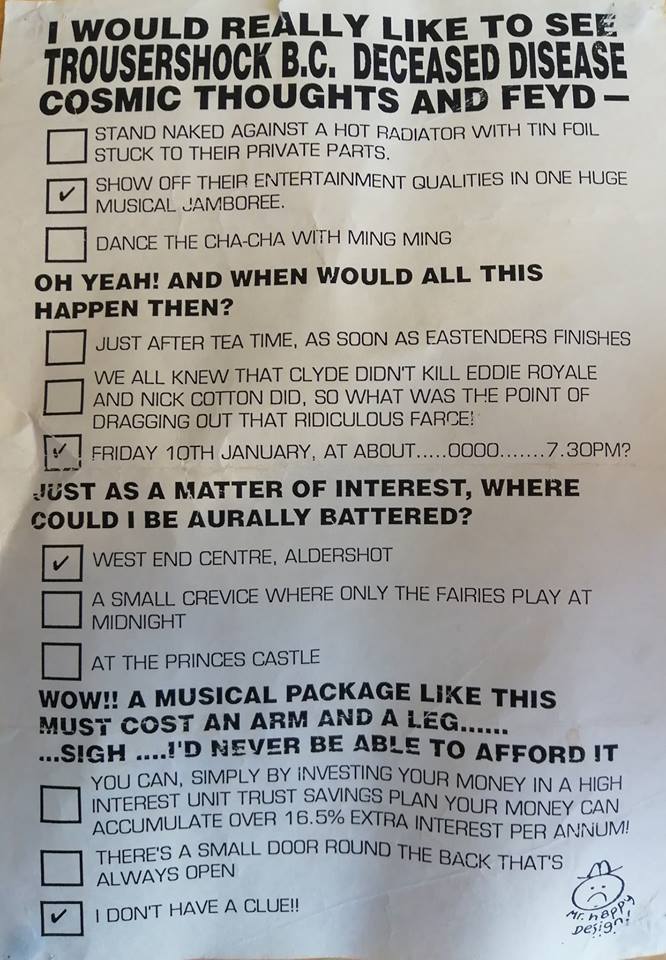 I WOULD REALLY LIKE TO SEE
TROUSERSHOCK B.C. DECEASED DISEASE
COSMIC THOUGHTS AND FEYD —
STAND NAKED AGAINST A HOT RADIATOR WITH TIN FOIL
STUCK TO THEIR PRIVATE PARTS.
SHOW OFF THEIR ENTERTAINMENT QUALITIES IN ONE HUGE
MUSICAL JAMBOREE.
DANCE THE CHA-CHA WITH MING MING
OH YEAH! AND WHEN WOULD ALL THIS
HAPPEN THEN?
JUST AFTER TEA TIME, AS SOON AS EASTENDERS FINISHES
WE ALL KNEW THAT CLYDE DIDN'T KILL EDDIE ROYALE
AND NICK COTTON DID, SO WHAT WAS THE POINT OF
DRAGGING OUT THAT RIDICULOUS FARCE!
FRIDAY 10TH JANUARY, AT ABOUT.....0000.......7.30PM?
JUST AS A MATTER OF INTEREST, WHERE
COULD I BE AURALLY BATTERED?
WEST END CENTRE, ALDERSHOT
A SMALL CREVICE WHERE ONLY THE FAIRIES PLAY AT
MIDNIGHT
AT THE PRINCES CASTLE
WOW!! A MUSICAL PACKAGE LIKE THIS
MUST COST AN ARM AND A LEG......
...SIGH ....I'D NEVER BE ABLE TO AFFORD IT
YOU CAN, SIMPLY BY INVESTING YOUR MONEY IN A HIGH
INTEREST UNIT TRUST SAVINGS PLAN YOUR MONEY CAN
ACCUMULATE OVER 16.5% EXTRA INTEREST PER ANNUM!
THERE'S A SMALL DOOR ROUND THE BACK THAT'S
ALWAYS OPEN
I DON'T HAVE A CLUE!!
Mr. happy
Design!